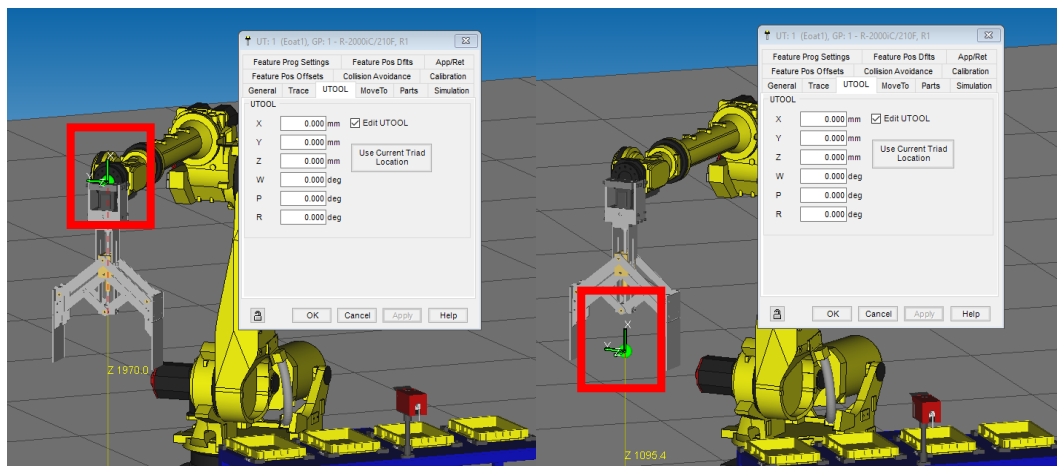 UT: 1 (Eoat1), GP: 1 - R-2000iC/210F, R1
Feature Prog Settings Feature Pos Dflts App/Ret
Feature Pos Offsets Collision Avoidance Calibration
General Trace UTOOL MoveTo Parts Simulation
UTOOL
X 0.000 mm Edit UTOOL
Y 0.000 mm
Z 0.000 mm Use Current Triad
Location
W 0.000 deg
P 0.000 deg
R 0.000 deg
OK Cancel Apply Help
Z 1970.0
UT: 1 (Eoat1), GP: 1 - R-2000iC/210F, R1
Feature Prog Settings Feature Pos Dflts App/Ret
Feature Pos Offsets Collision Avoidance Calibration
General Trace UTOOL MoveTo Parts Simulation
UTOOL
X 0.000 mm Edit UTOOL
Y 0.000 mm
Z 0.000 mm Use Current Triad
Location
W 0.000 deg
P 0.000 deg
R 0.000 deg
OK Cancel Apply Help
X
Y
Z 1095.4